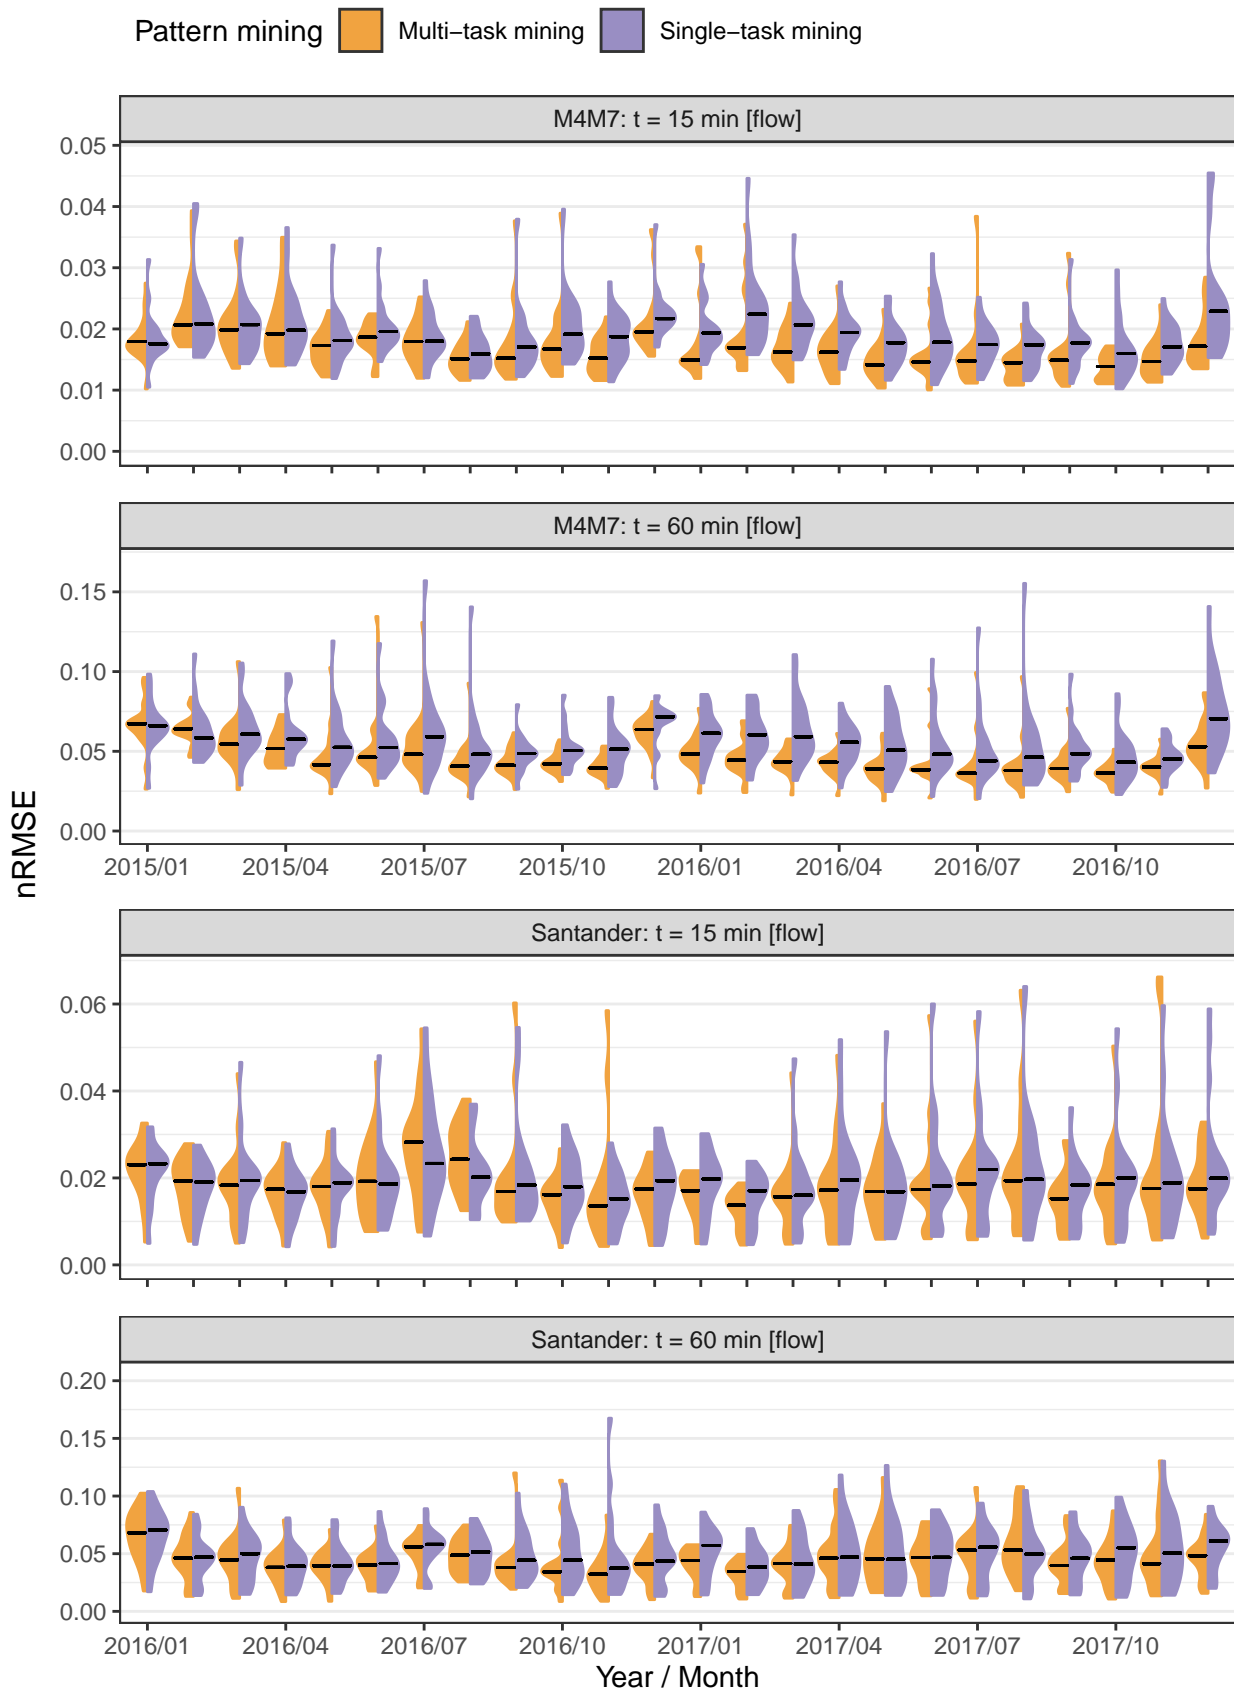 Pattern mining Multi−task mining Single−task mining
M4M7: t = 15 min [flow]
0.05
0.04
0.03
0.02
0.01
0.00
M4M7: t = 60 min [flow]
0.15
0.10
0.05
0.00
2015/01 2015/04 2015/07 2015/10 2016/01 2016/04 2016/07 2016/10
nRMSE
Santander: t = 15 min [flow]
0.06
0.04
0.02
0.00
Santander: t = 60 min [flow]
0.20
0.15
0.10
0.05
0.00
2016/01 2016/04 2016/07 2016/10 2017/01 2017/04 2017/07 2017/10
Year / Month